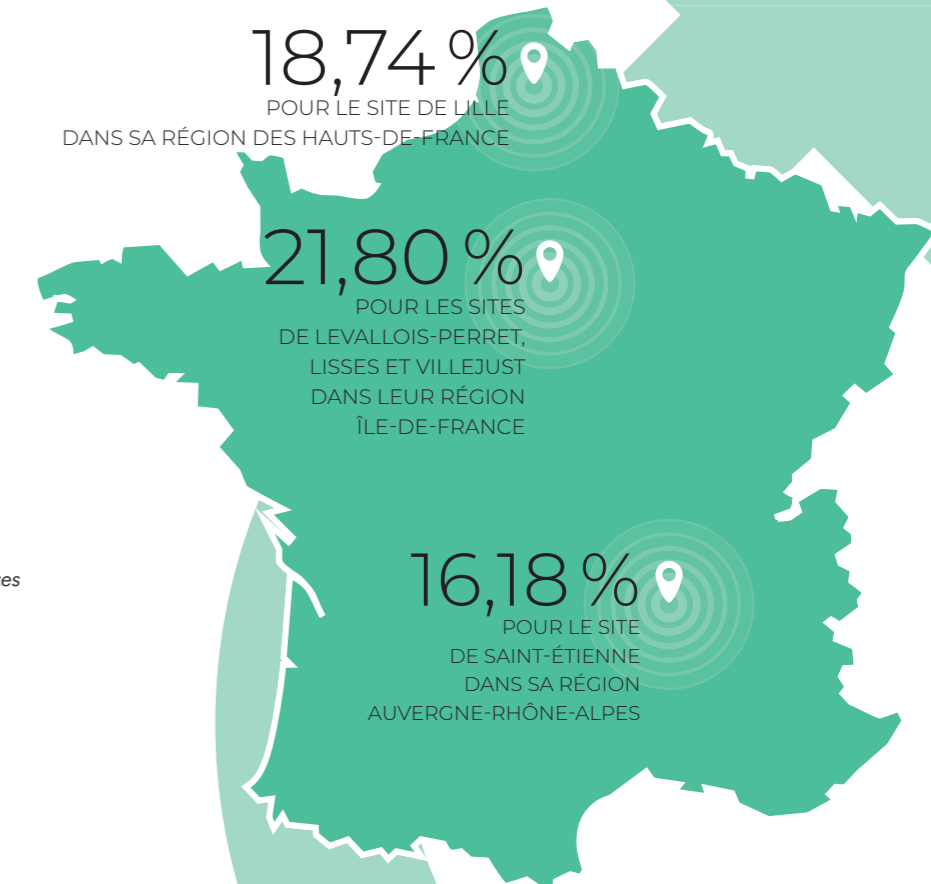 18,74 %
POUR LE SITE DE LILLE
DANS SA RÉGION DES HAUTS-DE-FRANCE
21,80 %
POUR LES SITES
DE LEVALLOIS-PERRET,
LISSES ET VILLEJUST
DANS LEUR RÉGION
ÎLE-DE-FRANCE
16,18 %
POUR LE SITE
DE SAINT-ÉTIENNE
DANS SA RÉGION
AUVERGNE-RHÔNE-ALPES